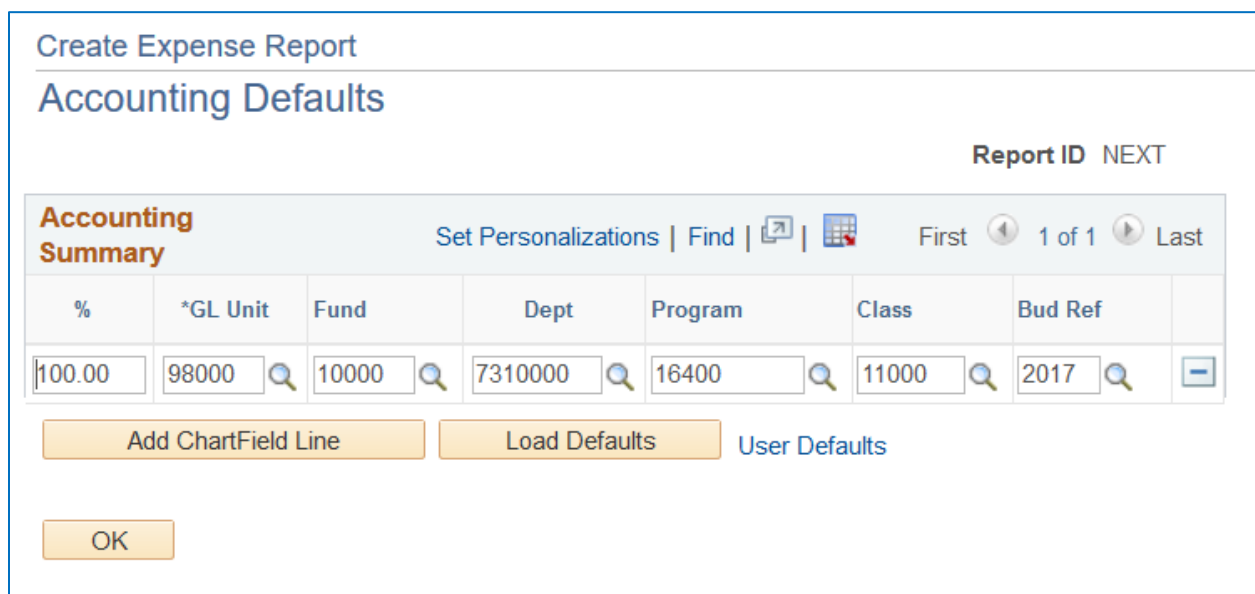 Create Expense Report
Accounting Defaults
Report ID NEXT
Accounting Summary Set Personalizations | Find | | First 1 of 1 Last
% *GL Unit Fund Dept Program Class Bud Ref
100.00 98000 10000 7310000 16400 11000 2017
Add ChartField Line Load Defaults User Defaults
OK